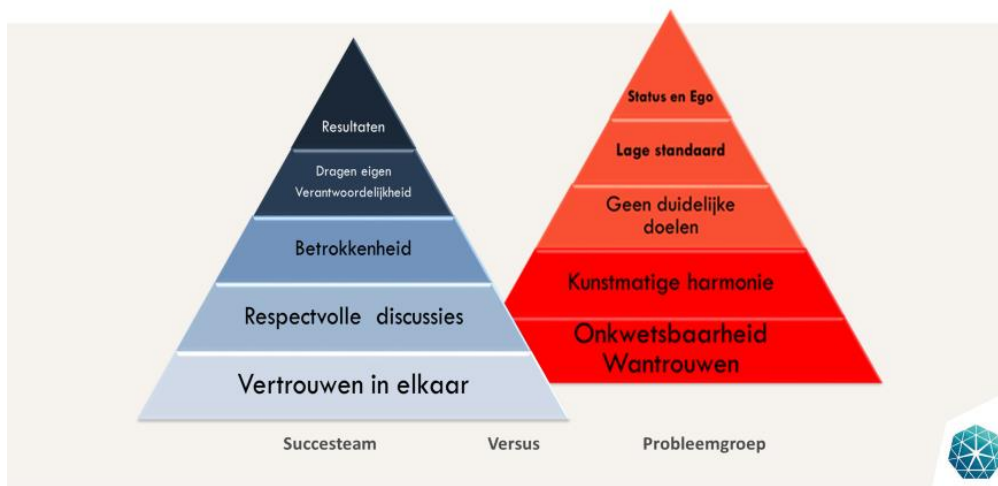 Resultaten
Dragen eigen
Verantwoordelijkheid
Betrokkenheid
Respectvolle discussies
Vertrouwen in elkaar
Status en Ego
Lage standaard
Geen duidelijke
doelen
Kunstmatige harmonie
Onkwetsbaarheid
Wantrouwen
Succesteam
Versus
Probleemgroep